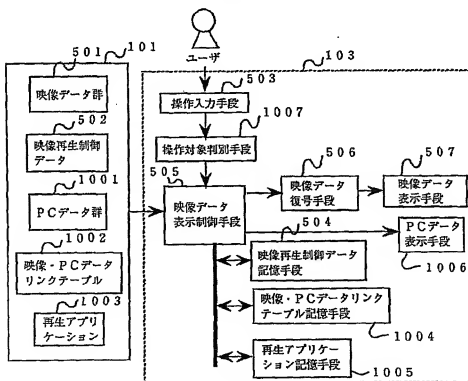 ユーザ
101
501
映像データ群
502
映像再生制御
データ
1001
PCデータ群
1002
映像・PCデータ
リンクテーブル
1003
再生アプリ
ケーション
103
503
操作入力手段
1007
操作対象判別手段
505
映像データ
表示制御手段
506
映像データ
復号手段
507
映像データ
表示手段
504
映像再生制御データ
記憶手段
PCデータ
表示手段
1006
映像・PCデータリンク
テーブル記憶手段
1004
再生アプリケー
ション記憶手段
1005